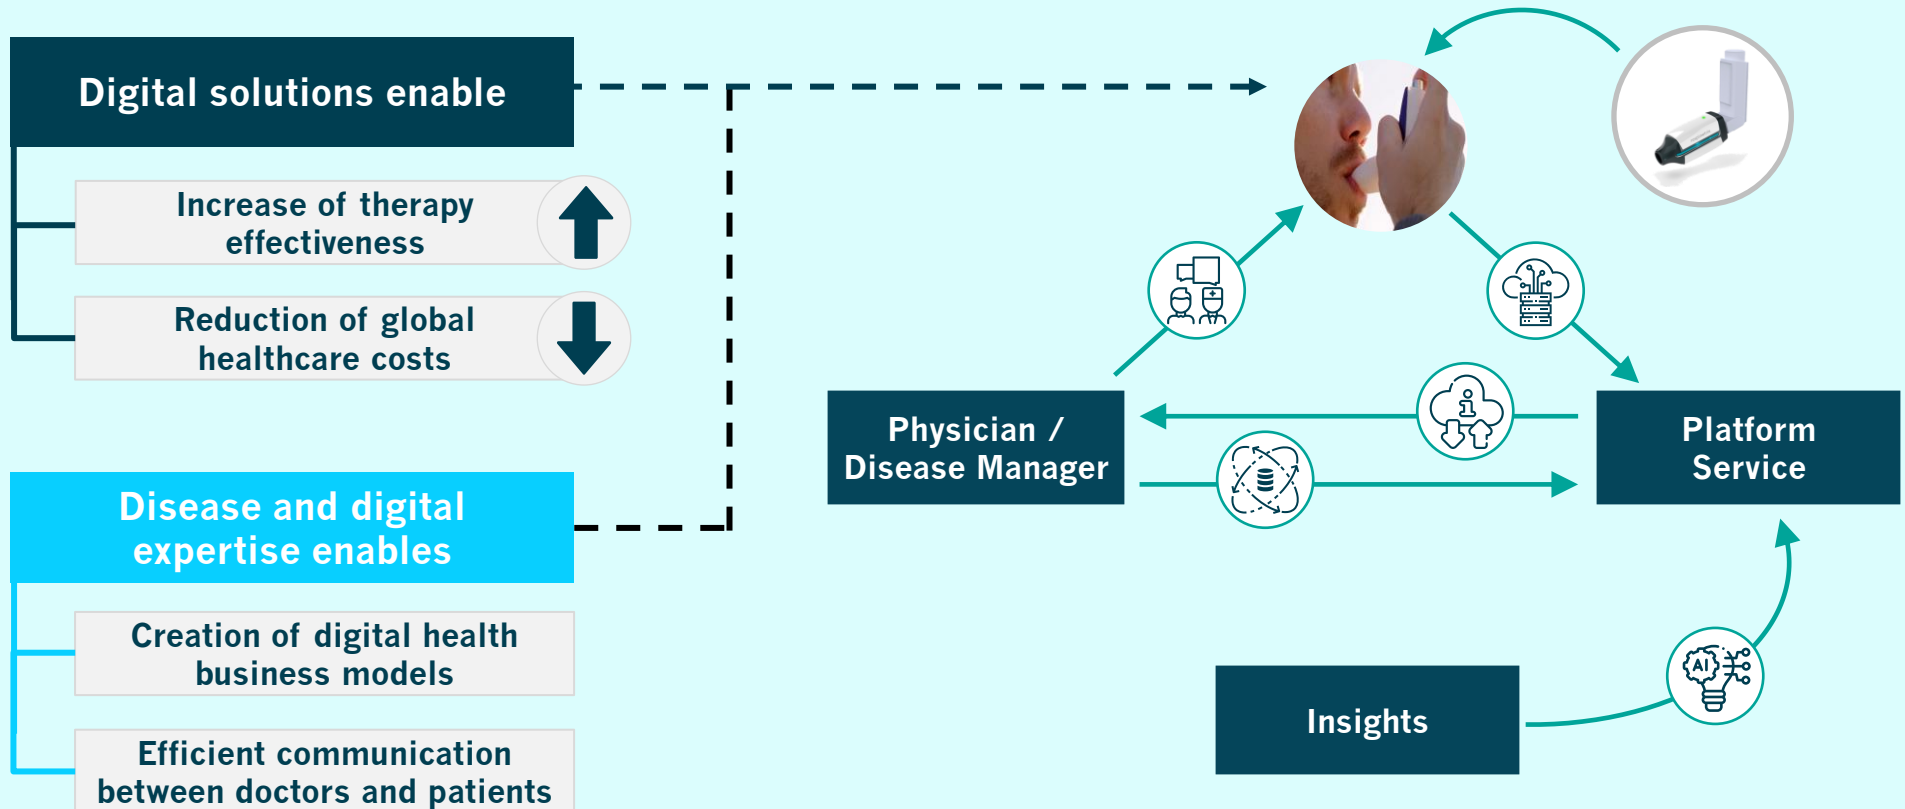 Digital solutions enable
Increase of therapy
effectiveness
Reduction of global
healthcare costs
Disease and digital
expertise enables
Creation of digital health
business models
Efficient communication
between doctors and patients
Physician /
Disease Manager
Platform
Service
Insights
i
AI